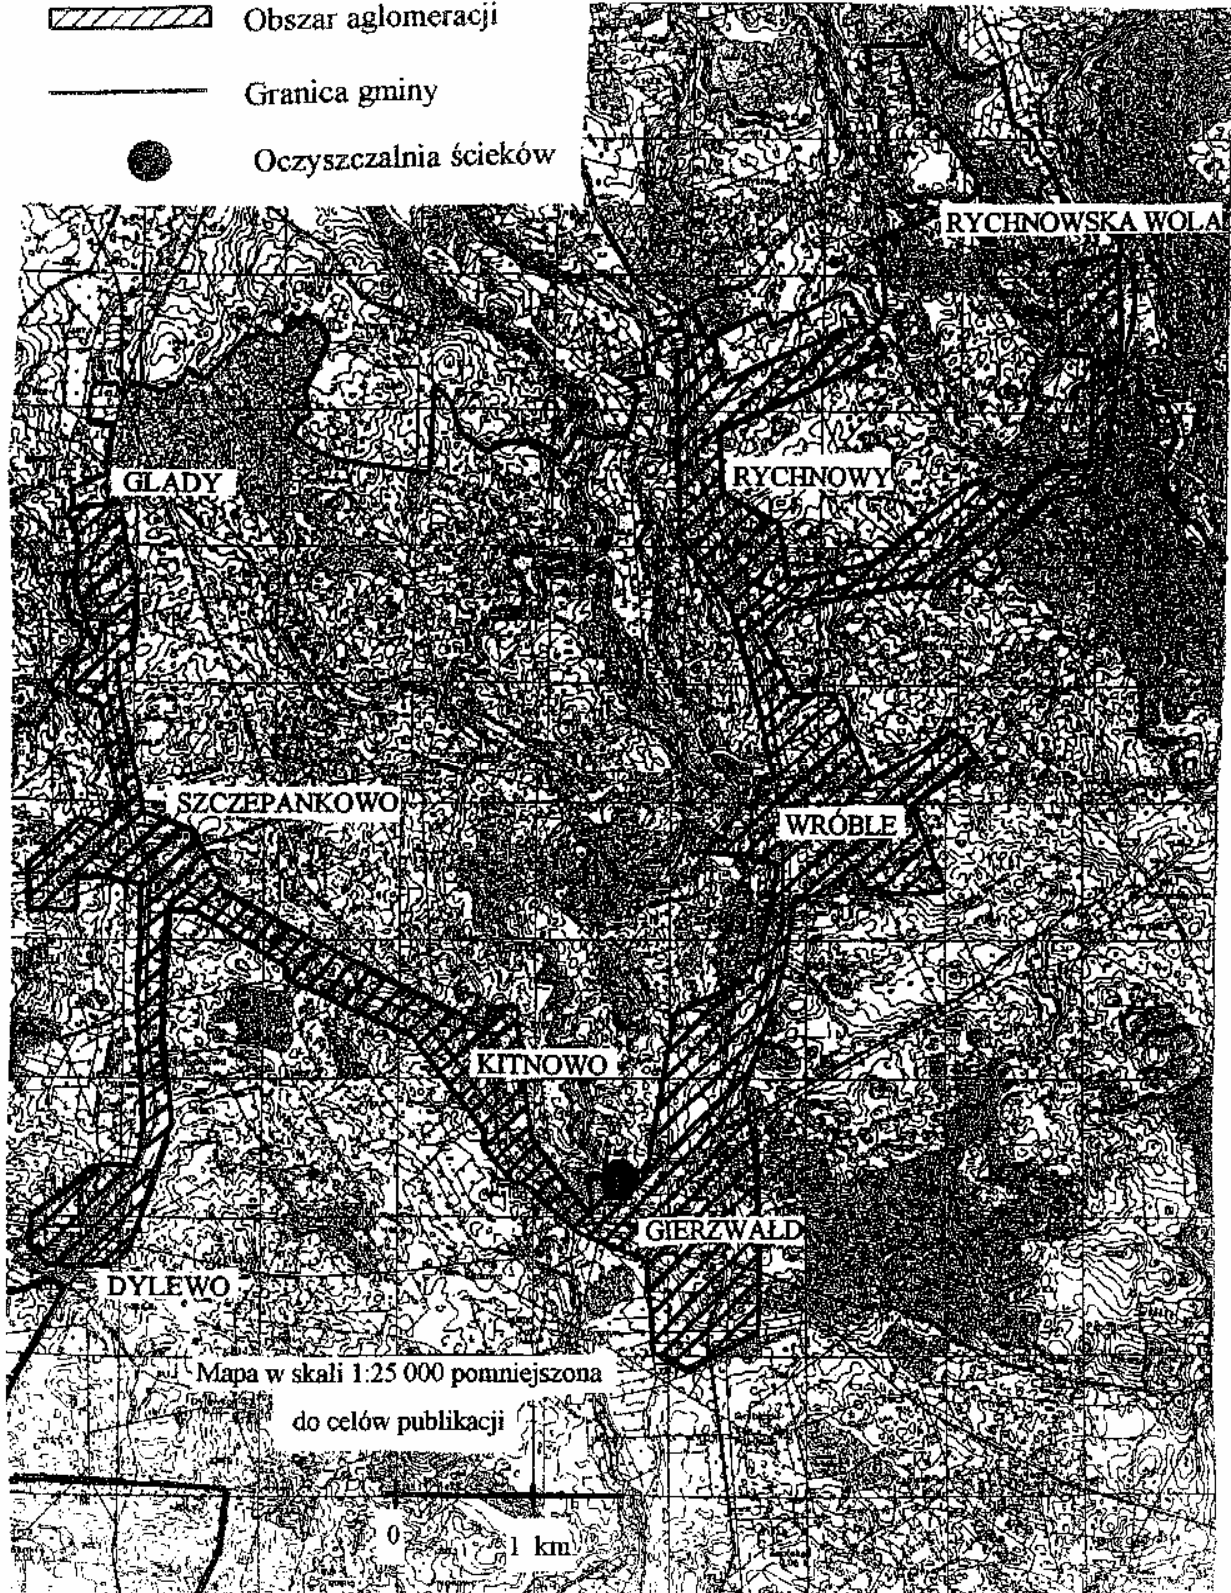 Obszar aglomeracji
Granica gminy
Oczyszczalnia ścieków
RYCHNOWSKA WOLA
GLADY
RYCHNOWY
SZCZEPANKOWO
WRÓBLE
KITNOWO
GIERZWAŁD
DYLEWO
Mapa w skali 1:25 000 pomniejszona
do celów publikacji
0
1 km